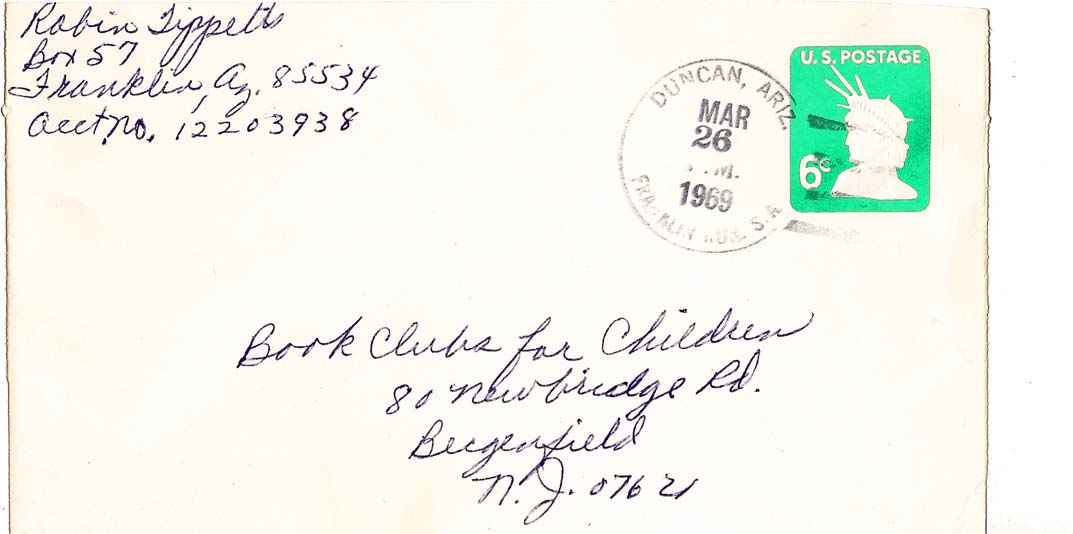 Robin Tippetts
Box 57
Franklin, Az. 85534
Acct. No. 12203938
DUNCAN, ARIZ.
MAR
26
M.
1969
FRANKLIN RUR. STA.
U.S. POSTAGE
6¢
Book Clubs for Children
80 Newbridge Rd.
Bergenfield
N. J. 07621